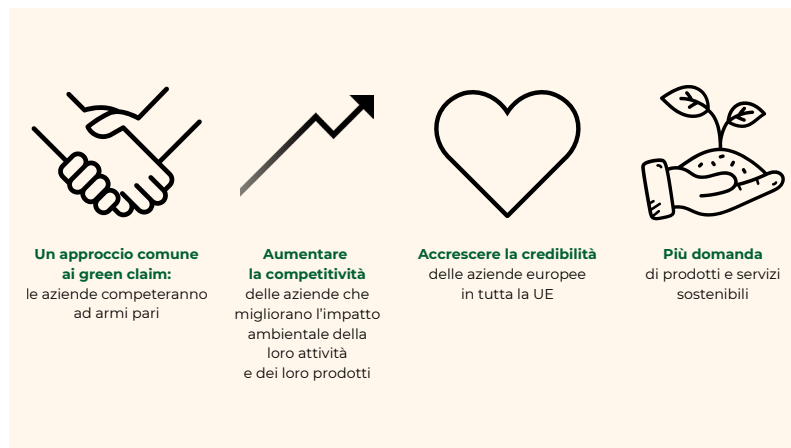 Un approccio comune
ai green claim:
le aziende competeranno
ad armi pari
Aumentare
la competitività
delle aziende che
migliorano l'impatto
ambientale della
loro attività
e dei loro prodotti
Accrescere la credibilità
delle aziende europee
in tutta la UE
Più domanda
di prodotti e servizi
sostenibili